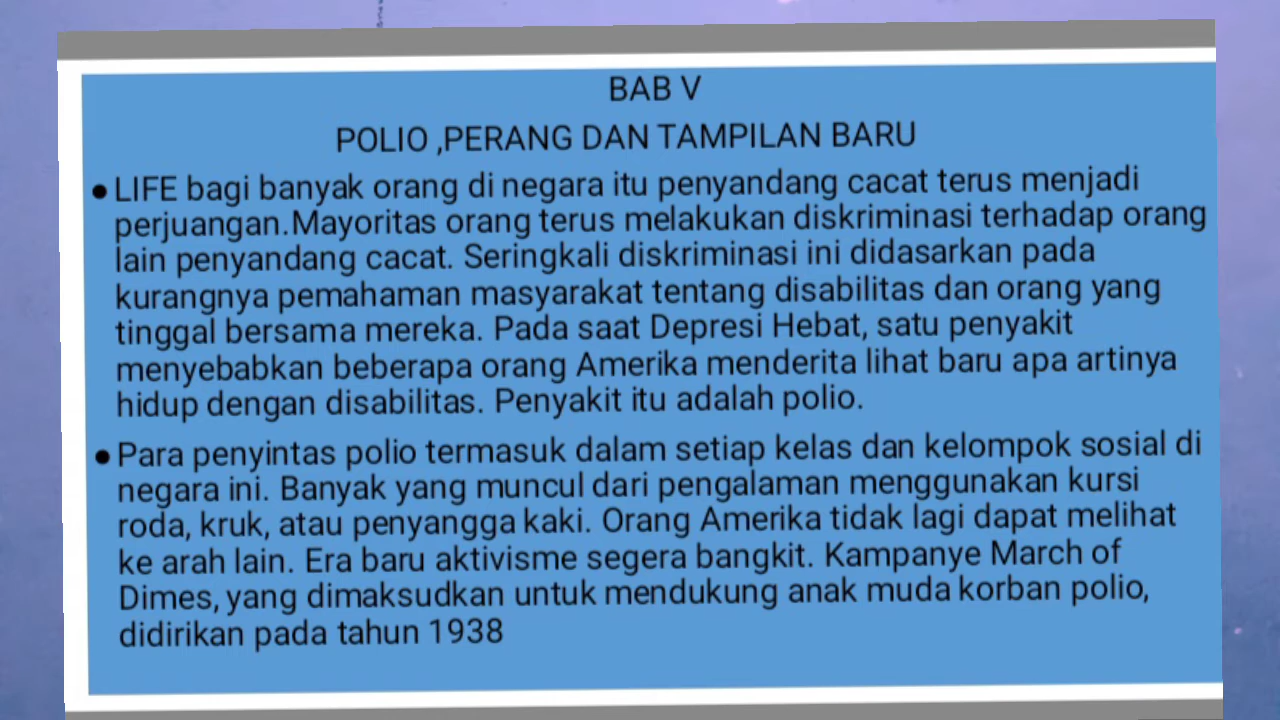 BAB V
POLIO ,PERANG DAN TAMPILAN BARU
● LIFE bagi banyak orang di negara itu penyandang cacat terus menjadi
perjuangan.Mayoritas orang terus melakukan diskriminasi terhadap orang
lain penyandang cacat. Seringkali diskriminasi ini didasarkan pada
kurangnya pemahaman masyarakat tentang disabilitas dan orang yang
tinggal bersama mereka. Pada saat Depresi Hebat, satu penyakit
menyebabkan beberapa orang Amerika menderita lihat baru apa artinya
hidup dengan disabilitas. Penyakit itu adalah polio.
● Para penyintas polio termasuk dalam setiap kelas dan kelompok sosial di
negara ini. Banyak yang muncul dari pengalaman menggunakan kursi
roda, kruk, atau penyangga kaki. Orang Amerika tidak lagi dapat melihat
ke arah lain. Era baru aktivisme segera bangkit. Kampanye March of
Dimes, yang dimaksudkan untuk mendukung anak muda korban polio,
didirikan pada tahun 1938